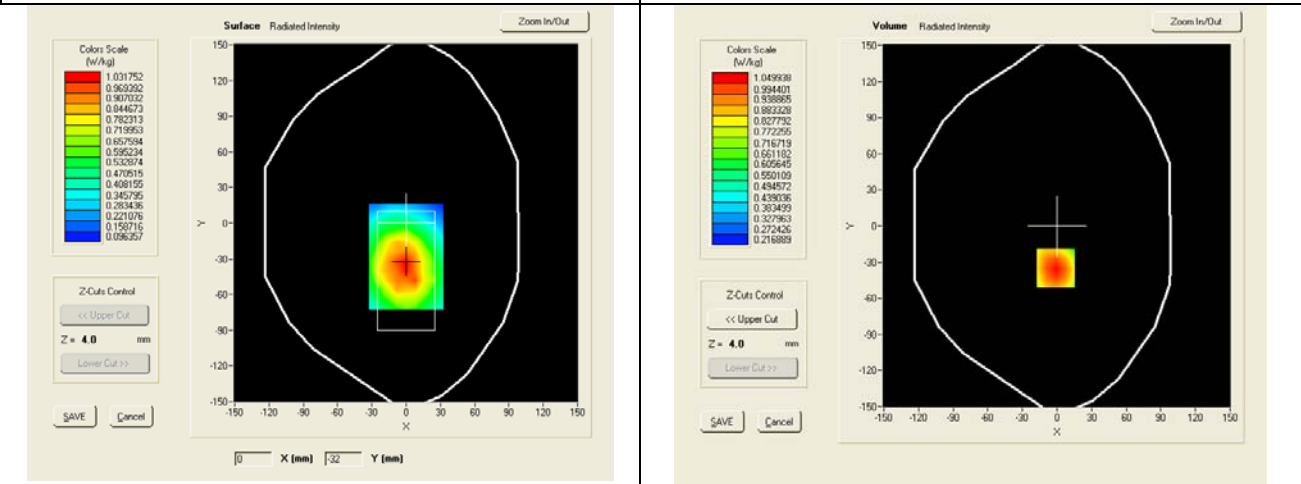 Surface Radiated Intensity
Zoom In/Out
Colors Scale
(W/kg)
1.031752
0.969392
0.907032
0.844673
0.782313
0.719953
0.657594
0.595234
0.532874
0.470515
0.408155
0.345795
0.283436
0.221076
0.158716
0.096357
Z-Cuts Control
<< Upper Cut
Z = 4.0 mm
Lower Cut >>
SAVE Cancel
150
120
90
60
30
0
-30
-60
-90
-120
-150
Y
-150 -120 -90 -60 -30 0 30 60 90 120 150
X
0 X (mm) -32 Y (mm)
Volume Radiated Intensity
Zoom In/Out
Colors Scale
(W/kg)
1.049938
0.994401
0.938865
0.883328
0.827792
0.772255
0.716719
0.661182
0.605645
0.550109
0.494572
0.439036
0.383499
0.327963
0.272426
0.216889
Z-Cuts Control
<< Upper Cut
Z = 4.0 mm
Lower Cut >>
SAVE Cancel
150
120
90
60
30
0
-30
-60
-90
-120
-150
Y
-150 -120 -90 -60 -30 0 30 60 90 120 150
X